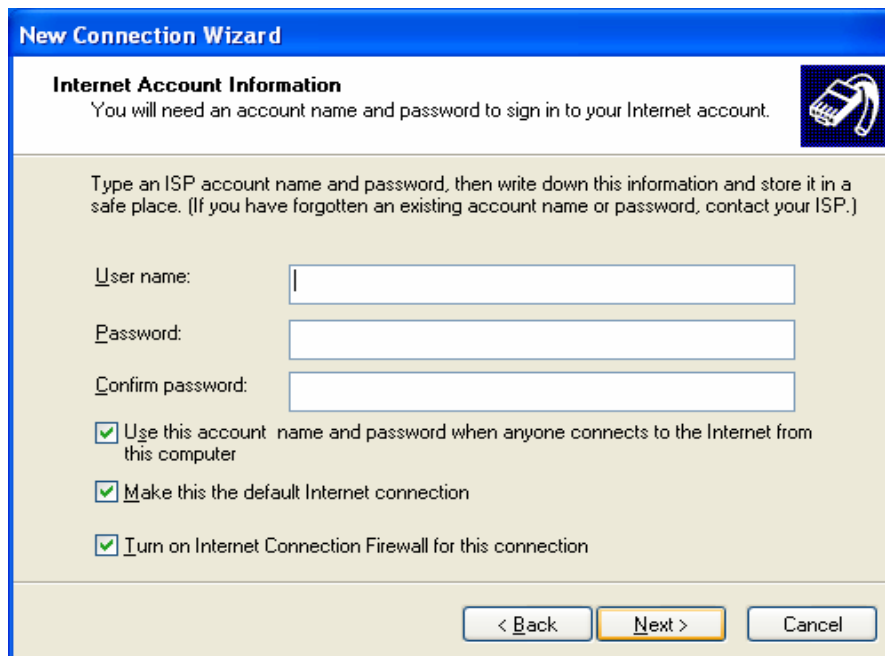 New Connection Wizard
Internet Account Information
You will need an account name and password to sign in to your Internet account.
Type an ISP account name and password, then write down this information and store it in a
safe place. (If you have forgotten an existing account name or password, contact your ISP.)
User name:
Password:
Confirm password:
Use this account  name and password when anyone connects to the Internet from
this computer
Make this the default Internet connection
Turn on Internet Connection Firewall for this connection
< Back Next > Cancel